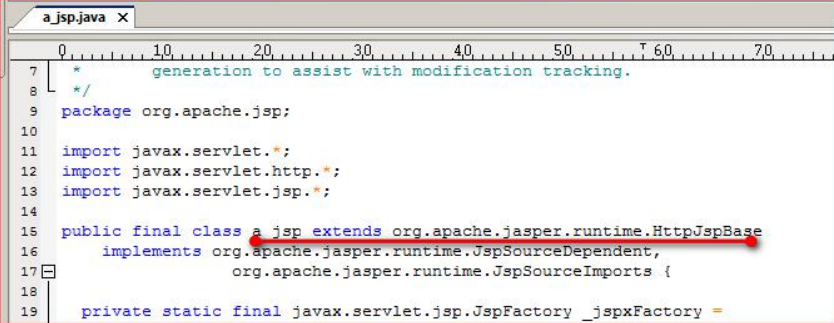 a_jsp.java X
0 10 20 30 40 50 60 70
7 * generation to assist with modification tracking.
8 */
9 package org.apache.jsp;
10
11 import javax.servlet.*;
12 import javax.servlet.http.*;
13 import javax.servlet.jsp.*;
14
15 public final class a_jsp extends org.apache.jasper.runtime.HttpJspBase
16 implements org.apache.jasper.runtime.JspSourceDependent,
17 org.apache.jasper.runtime.JspSourceImports {
18
19 private static final javax.servlet.jsp.JspFactory _jspxFactory =